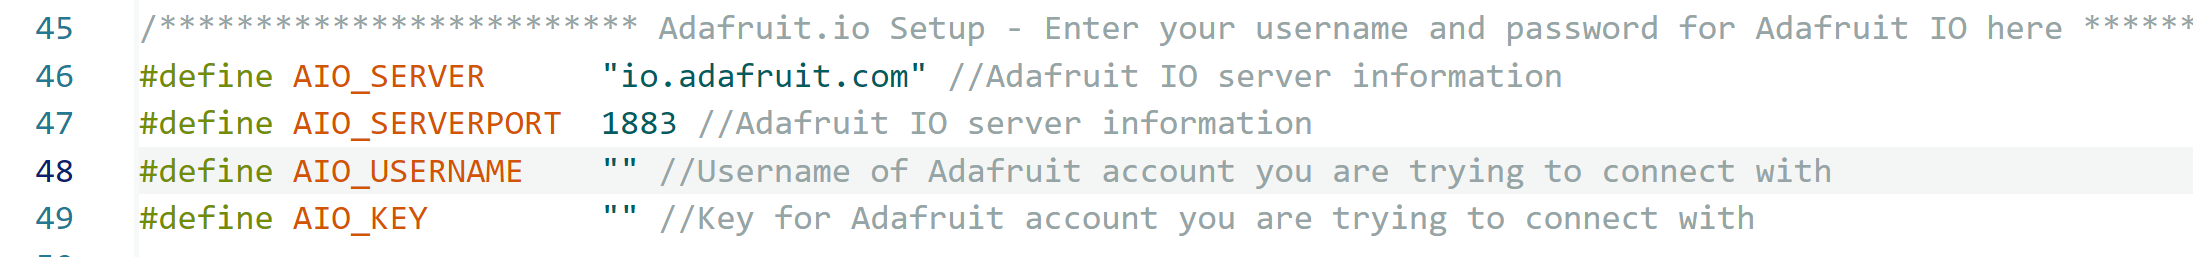 45 /************************* Adafruit.io Setup - Enter your username and password for Adafruit IO here ******
46 #define AIO_SERVER      "io.adafruit.com" //Adafruit IO server information
47 #define AIO_SERVERPORT  1883 //Adafruit IO server information
48 #define AIO_USERNAME    "" //Username of Adafruit account you are trying to connect with
49 #define AIO_KEY         "" //Key for Adafruit account you are trying to connect with